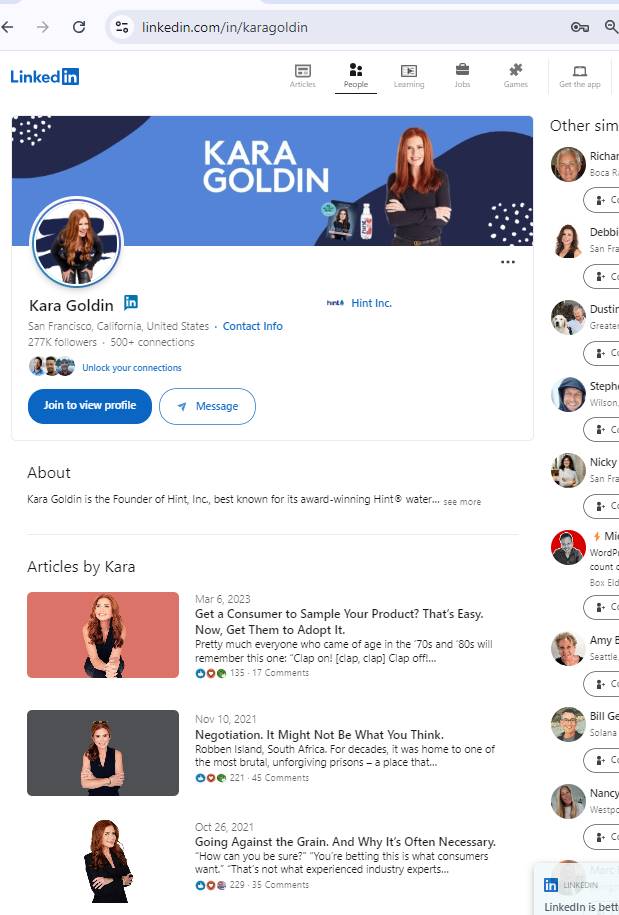 linkedin.com/in/karagoldin
Linked in
Articles
People
Learning
Jobs
Games
Get the app
KARA
GOLDIN
hint
Kara Goldin
in
San Francisco, California, United States · Contact Info
277K followers · 500+ connections
Unlock your connections
hint
Hint Inc.
Join to view profile
Message
About
Kara Goldin is the Founder of Hint, Inc., best known for its award-winning Hint® water... see more
Articles by Kara
Mar 6, 2023
Get a Consumer to Sample Your Product? That’s Easy.
Now, Get Them to Adopt It.
Pretty much everyone who came of age in the ‘70s and ‘80s will
remember this one: “Clap on! [clap, clap] Clap off!...
135 · 17 Comments
Nov 10, 2021
Negotiation. It Might Not Be What You Think.
Robben Island, South Africa. For decades, it was home to one of
the most brutal, unforgiving prisons – a place that...
221 · 45 Comments
Oct 26, 2021
Going Against the Grain. And Why It’s Often Necessary.
“How can you be sure?” “You’re betting this is what consumers
want.” “That’s not what experienced industry experts...
229 · 35 Comments
Other sim
Richar
Boca Ra
Co
Debbi
San Fra
Co
Dustin
Greater
Co
Stephe
Wilson,
Co
Nicky
San Fra
Co
Mi
WordPr
count o
Box Eld
Co
Amy B
Seattle,
Co
Bill Ge
Solana
Co
Nancy
Westpo
Co
Marc
in LINKEDIN
LinkedIn is bett